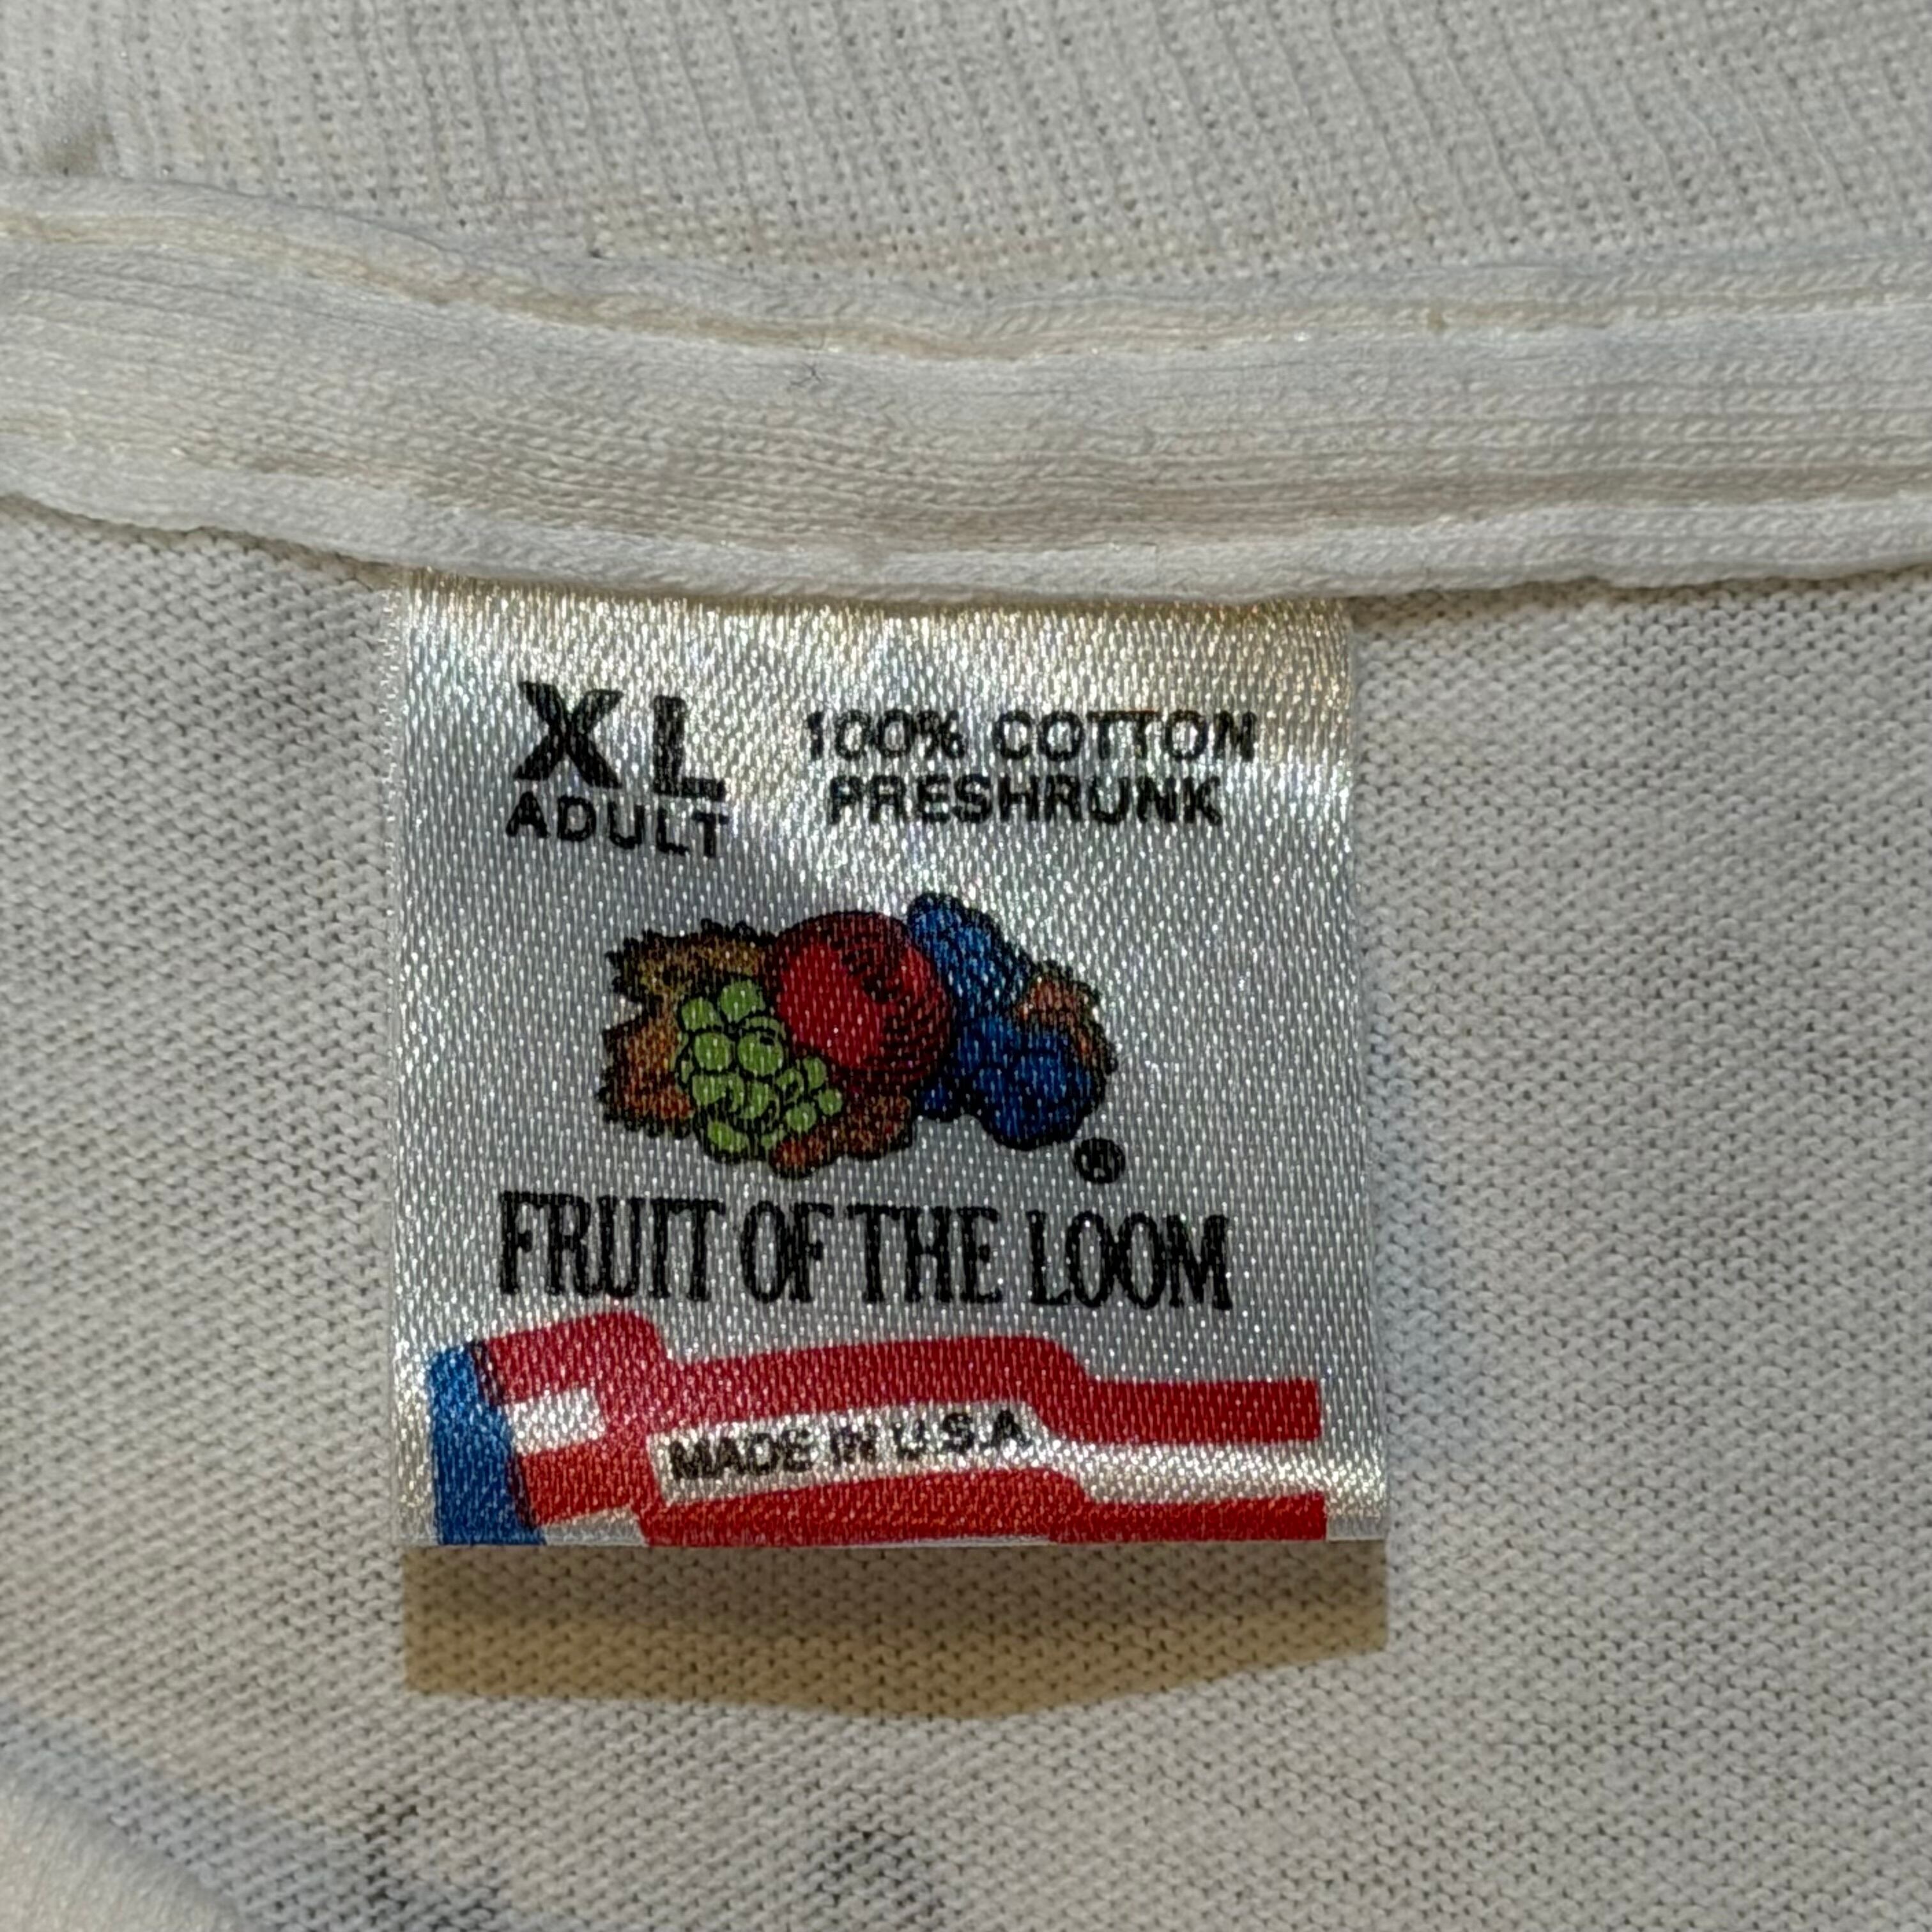 XL
ADULT
100% COTTON
PRESHRUNK
®
FRUIT OF THE LOOM
MADE IN U.S.A